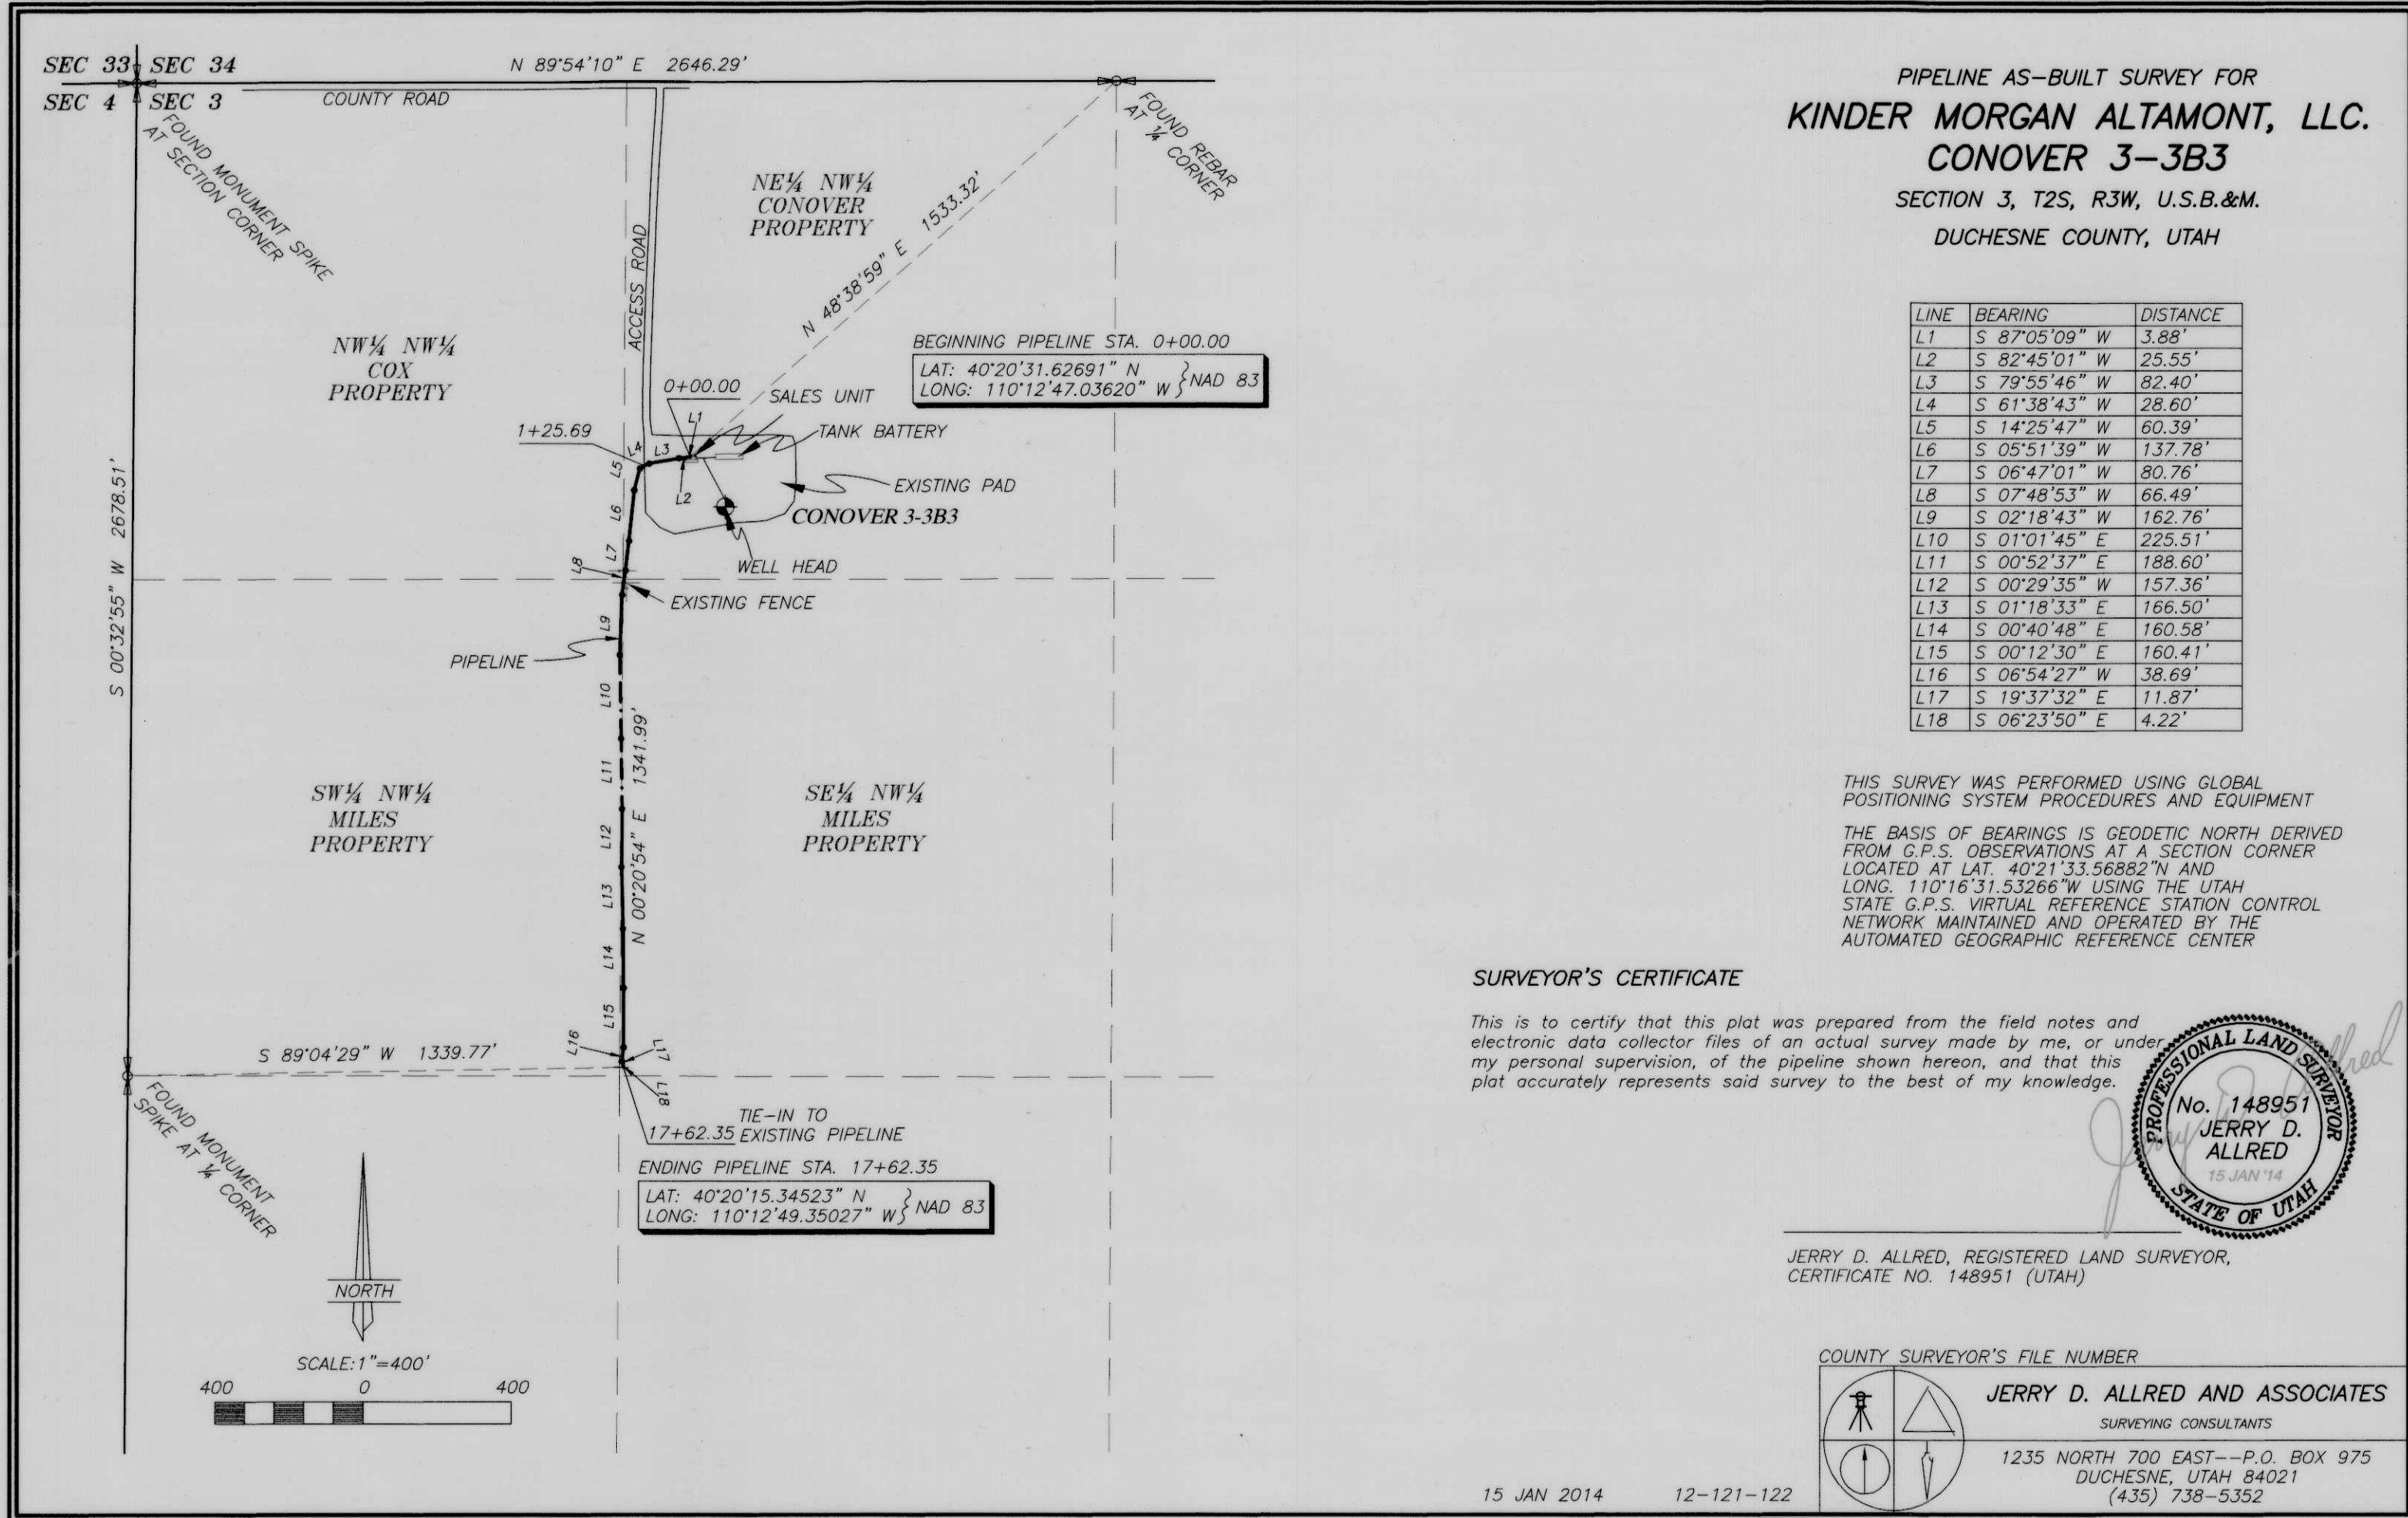 SEC 33 SEC 34
SEC 4 SEC 3
N 89°54'10" E 2646.29'
COUNTY ROAD
FOUND MONUMENT SPIKE
AT SECTION CORNER
FOUND REBAR
AT ¼ CORNER
NE¼ NW¼
CONOVER
PROPERTY
N 48°38'59" E 1533.32'
ACCESS ROAD
NW¼ NW¼
COX
PROPERTY
BEGINNING PIPELINE STA. 0+00.00
LAT: 40°20'31.62691" N
LONG: 110°12'47.03620" W } NAD 83
0+00.00
SALES UNIT
1+25.69
L1
TANK BATTERY
L4
L3
L5
L2
EXISTING PAD
CONOVER 3-3B3
L6
L7
L8
WELL HEAD
EXISTING FENCE
S 00°32'55" W 2678.51'
L9
PIPELINE
L10
L11
N 00°20'54" E 1341.99'
L12
L13
L14
L15
SW¼ NW¼
MILES
PROPERTY
SE¼ NW¼
MILES
PROPERTY
S 89°04'29" W 1339.77'
L16
L17
L18
FOUND MONUMENT
SPIKE AT ¼ CORNER
TIE-IN TO
17+62.35 EXISTING PIPELINE
ENDING PIPELINE STA. 17+62.35
LAT: 40°20'15.34523" N
LONG: 110°12'49.35027" W } NAD 83
NORTH
SCALE: 1"=400'
400 0 400
PIPELINE AS-BUILT SURVEY FOR
KINDER MORGAN ALTAMONT, LLC.
CONOVER 3-3B3
SECTION 3, T2S, R3W, U.S.B.&M.
DUCHESNE COUNTY, UTAH
LINE BEARING DISTANCE
L1 S 87°05'09" W 3.88'
L2 S 82°45'01" W 25.55'
L3 S 79°55'46" W 82.40'
L4 S 61°38'43" W 28.60'
L5 S 14°25'47" W 60.39'
L6 S 05°51'39" W 137.78'
L7 S 06°47'01" W 80.76'
L8 S 07°48'53" W 66.49'
L9 S 02°18'43" W 162.76'
L10 S 01°01'45" E 225.51'
L11 S 00°52'37" E 188.60'
L12 S 00°29'35" W 157.36'
L13 S 01°18'33" E 166.50'
L14 S 00°40'48" E 160.58'
L15 S 00°12'30" E 160.41'
L16 S 06°54'27" W 38.69'
L17 S 19°37'32" E 11.87'
L18 S 06°23'50" E 4.22'
THIS SURVEY WAS PERFORMED USING GLOBAL
POSITIONING SYSTEM PROCEDURES AND EQUIPMENT
THE BASIS OF BEARINGS IS GEODETIC NORTH DERIVED
FROM G.P.S. OBSERVATIONS AT A SECTION CORNER
LOCATED AT LAT. 40°21'33.56882"N AND
LONG. 110°16'31.53266"W USING THE UTAH
STATE G.P.S. VIRTUAL REFERENCE STATION CONTROL
NETWORK MAINTAINED AND OPERATED BY THE
AUTOMATED GEOGRAPHIC REFERENCE CENTER
SURVEYOR'S CERTIFICATE
This is to certify that this plat was prepared from the field notes and
electronic data collector files of an actual survey made by me, or under
my personal supervision, of the pipeline shown hereon, and that this
plat accurately represents said survey to the best of my knowledge.
PROFESSIONAL LAND SURVEYOR
No. 148951
JERRY D.
ALLRED
15 JAN '14
STATE OF UTAH
Jerry D. Allred
JERRY D. ALLRED, REGISTERED LAND SURVEYOR,
CERTIFICATE NO. 148951 (UTAH)
COUNTY SURVEYOR'S FILE NUMBER
JERRY D. ALLRED AND ASSOCIATES
SURVEYING CONSULTANTS
1235 NORTH 700 EAST--P.O. BOX 975
DUCHESNE, UTAH 84021
(435) 738-5352
15 JAN 2014 12-121-122